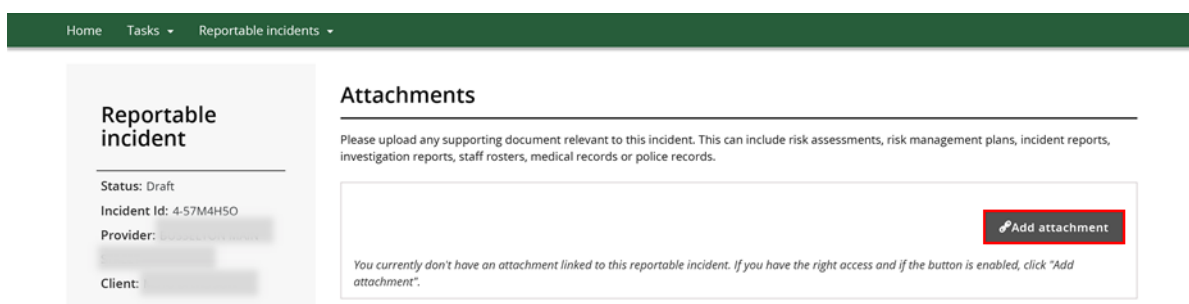 Home Tasks Reportable incidents
Reportable
incident
Status: Draft
Incident Id: 4-57M4H5O
Provider:
Client:
Attachments
Please upload any supporting document relevant to this incident. This can include risk assessments, risk management plans, incident reports,
investigation reports, staff rosters, medical records or police records.
Add attachment
You currently don't have an attachment linked to this reportable incident. If you have the right access and if the button is enabled, click "Add
attachment".